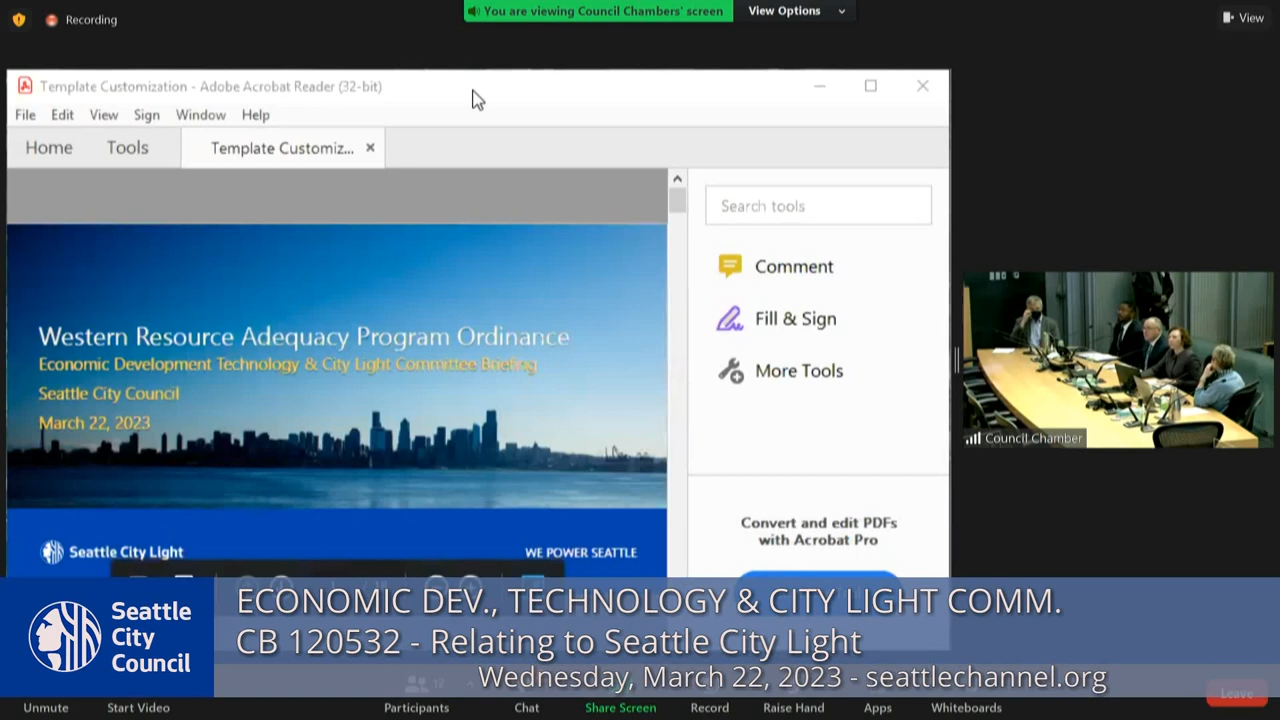 Recording
You are viewing Council Chambers' screen
View Options
View
Template Customization - Adobe Acrobat Reader (32-bit)
File Edit View Sign Window Help
Home Tools Template Customiz...
Search tools
Comment
Fill & Sign
More Tools
Western Resource Adequacy Program Ordinance
Economic Development Technology & City Light Committee Briefing
Seattle City Council
March 22, 2023
Council Chamber
Convert and edit PDFs
with Acrobat Pro
Seattle City Light
WE POWER SEATTLE
Seattle
City
Council
ECONOMIC DEV., TECHNOLOGY & CITY LIGHT COMM.
CB 120532 - Relating to Seattle City Light
Wednesday, March 22, 2023 - seattlechannel.org
12
Leave
Unmute Start Video Participants Chat Share Screen Record Raise Hand Apps Whiteboards